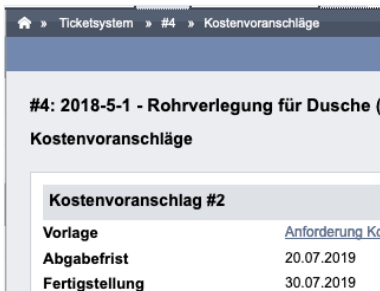 » Ticketsystem » #4 » Kostenvoranschläge
#4: 2018-5-1 - Rohrverlegung für Dusche (
Kostenvoranschläge
Kostenvoranschlag #2
Vorlage Anforderung Ko
Abgabefrist 20.07.2019
Fertigstellung 30.07.2019